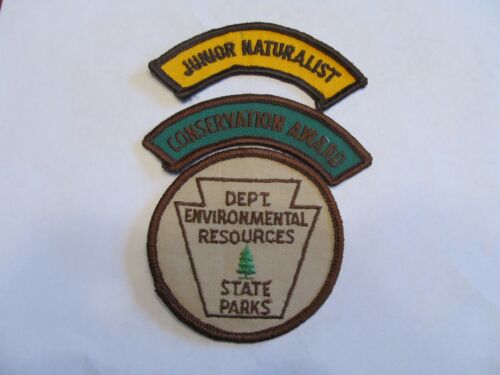 JUNIOR NATURALIST
CONSERVATION AWARD
DEPT.
ENVIRONMENTAL
RESOURCES
STATE
PARKS